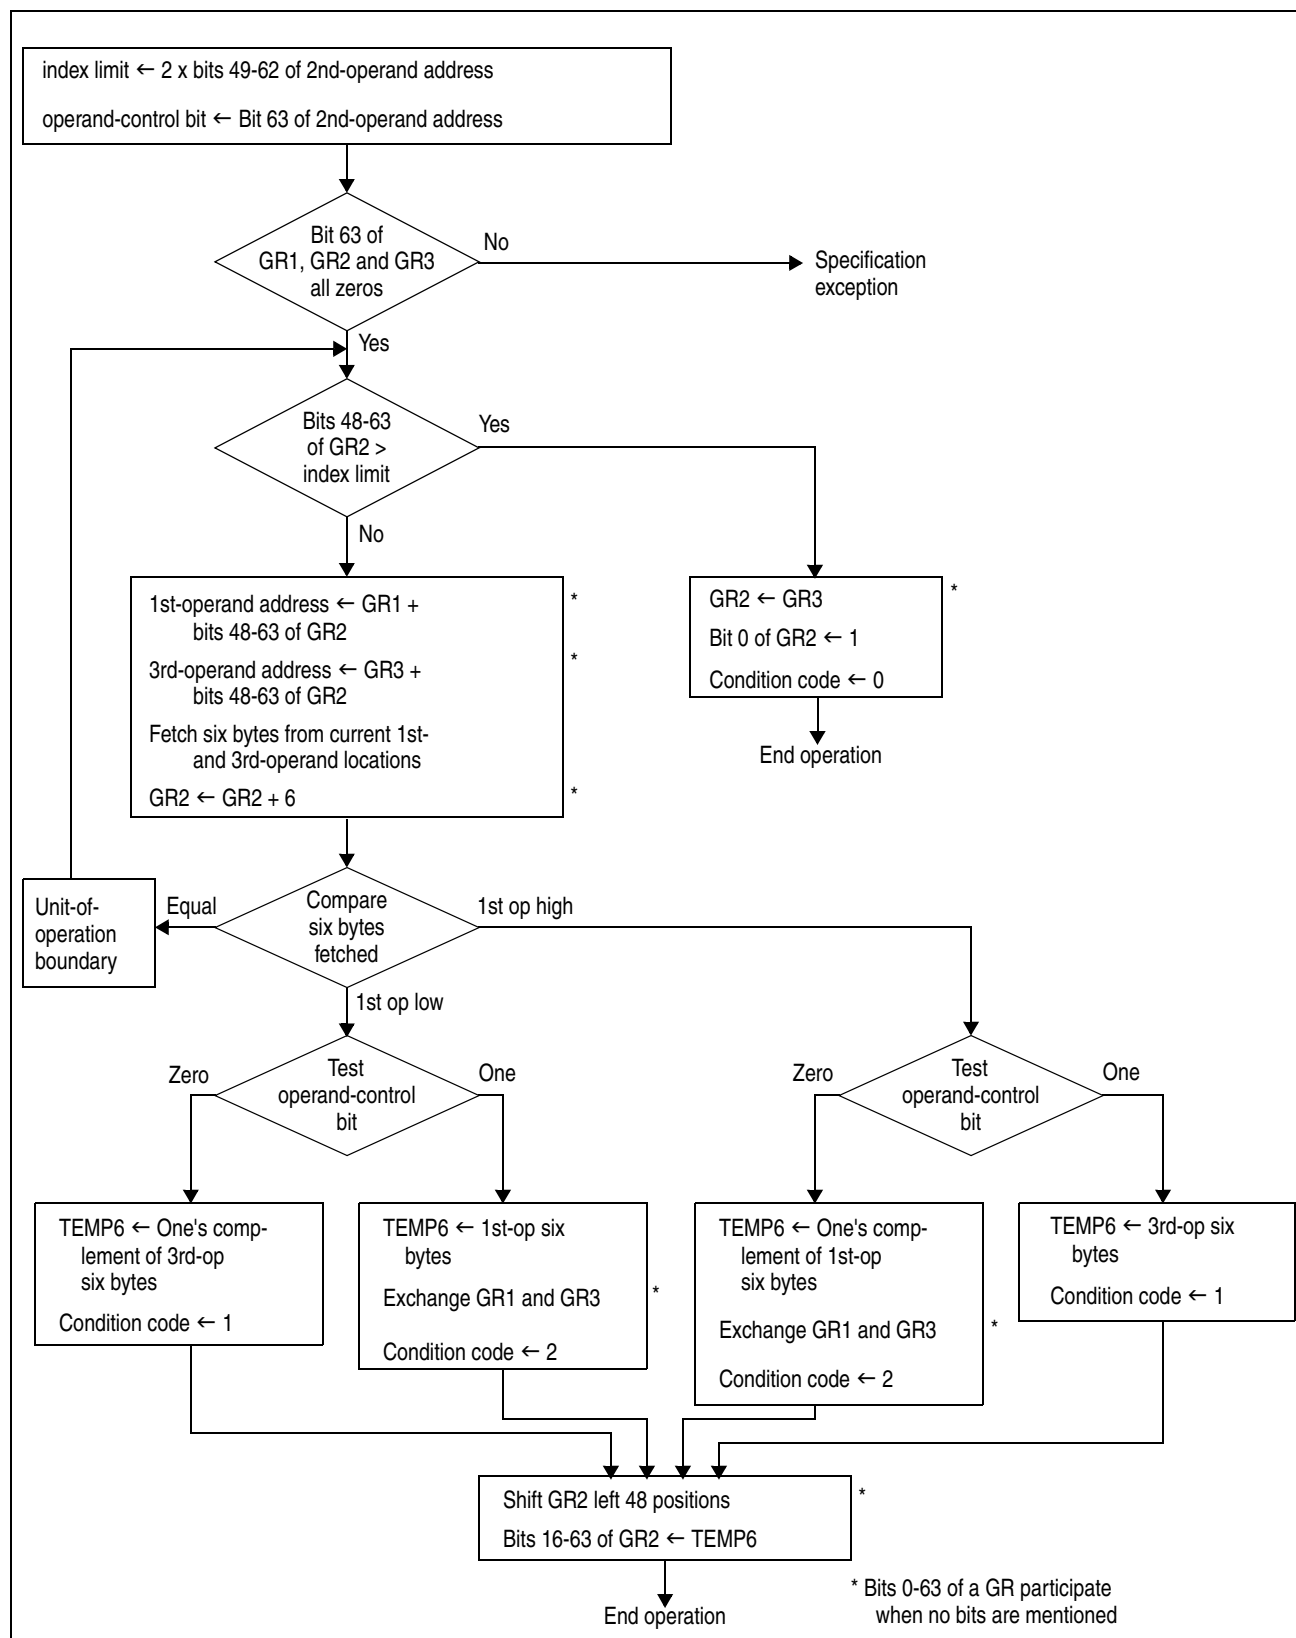 index limit ← 2 x bits 49-62 of 2nd-operand address
operand-control bit ← Bit 63 of 2nd-operand address
Bit 63 of
GR1, GR2 and GR3
all zeros
No
Specification
exception
Yes
Bits 48-63
of GR2 >
index limit
Yes
No
1st-operand address ← GR1 +
bits 48-63 of GR2
*
3rd-operand address ← GR3 +
bits 48-63 of GR2
*
Fetch six bytes from current 1st-
and 3rd-operand locations
GR2 ← GR2 + 6
*
GR2 ← GR3
*
Bit 0 of GR2 ← 1
Condition code ← 0
End operation
Unit-of-
operation
boundary
Equal
Compare
six bytes
fetched
1st op high
1st op low
Zero
Test
operand-control
bit
One
Zero
Test
operand-control
bit
One
TEMP6 ← One's comp-
lement of 3rd-op
six bytes
Condition code ← 1
TEMP6 ← 1st-op six
bytes
Exchange GR1 and GR3
*
Condition code ← 2
TEMP6 ← One's comp-
lement of 1st-op
six bytes
Exchange GR1 and GR3
*
Condition code ← 2
TEMP6 ← 3rd-op six
bytes
Condition code ← 1
Shift GR2 left 48 positions
*
Bits 16-63 of GR2 ← TEMP6
End operation
* Bits 0-63 of a GR participate
when no bits are mentioned